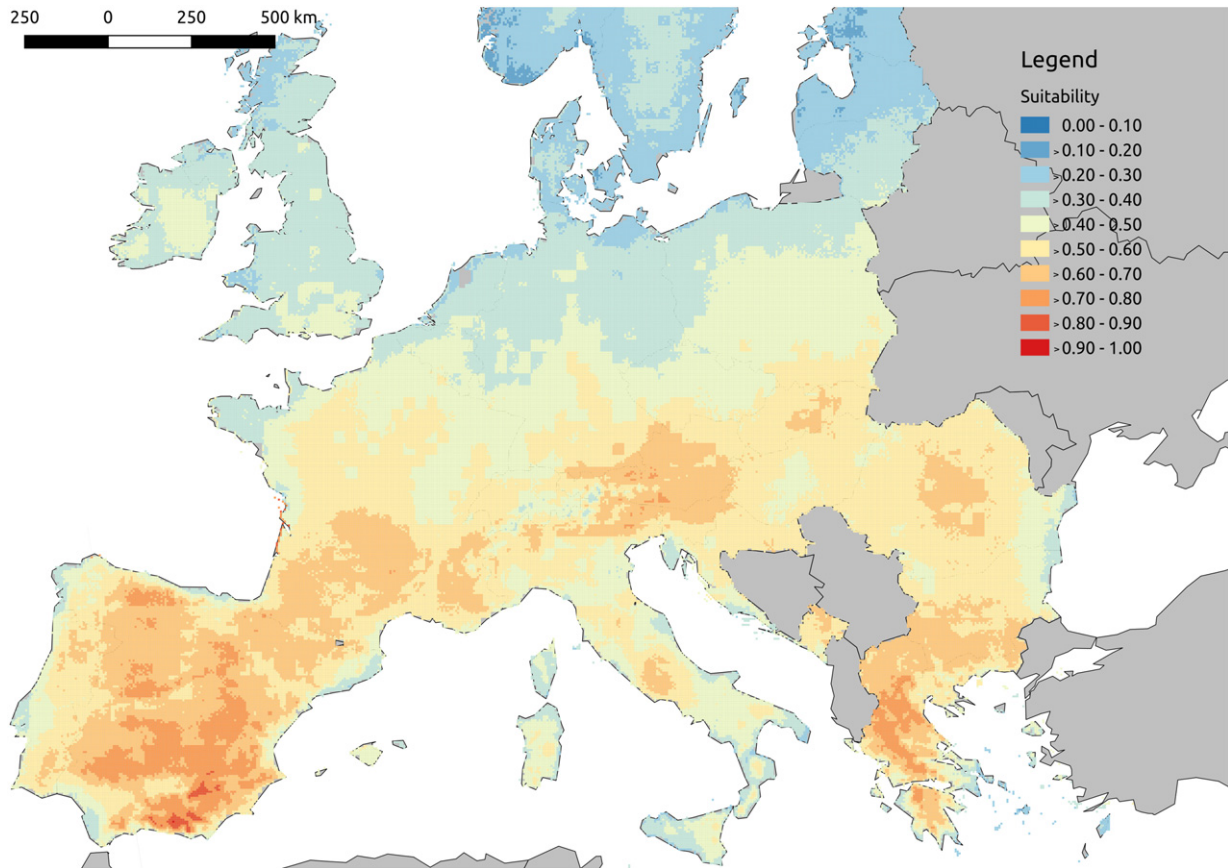 250 0 250 500 km
Legend
Suitability
0.00 - 0.10
> 0.10 - 0.20
> 0.20 - 0.30
> 0.30 - 0.40
> 0.40 - 0.50
> 0.50 - 0.60
> 0.60 - 0.70
> 0.70 - 0.80
> 0.80 - 0.90
> 0.90 - 1.00